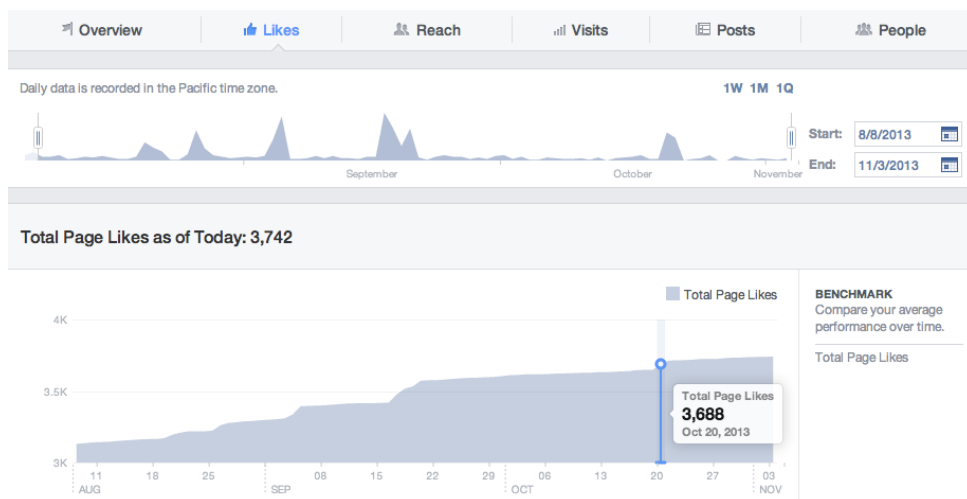 Overview Likes Reach Visits Posts People
Daily data is recorded in the Pacific time zone.
1W 1M 1Q
Start: 8/8/2013
End: 11/3/2013
September October November
Total Page Likes as of Today: 3,742
Total Page Likes
BENCHMARK
Compare your average
performance over time.
Total Page Likes
4K
3.5K
3K
Total Page Likes
3,688
Oct 20, 2013
11 18 25 08 15 22 29 06 13 20 27 03
AUG SEP OCT NOV